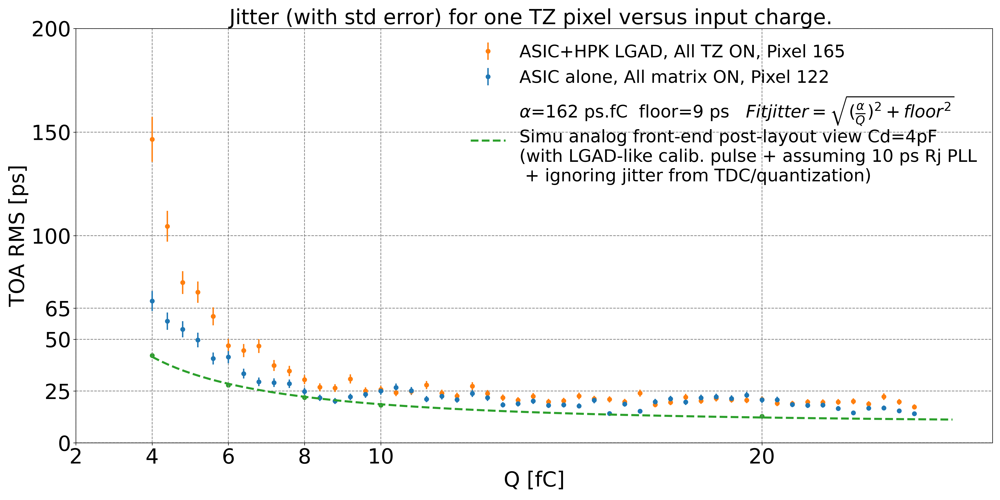 Jitter (with std error) for one TZ pixel versus input charge.
200
150
100
65
50
25
0
TOA RMS [ps]
ASIC+HPK LGAD, All TZ ON, Pixel 165
ASIC alone, All matrix ON, Pixel 122
α=162 ps.fC floor=9 ps Fitjitter = √((α/Q)² + floor²)
Simu analog front-end post-layout view Cd=4pF
(with LGAD-like calib. pulse + assuming 10 ps Rj PLL
+ ignoring jitter from TDC/quantization)
2 4 6 8 10 20
Q [fC]